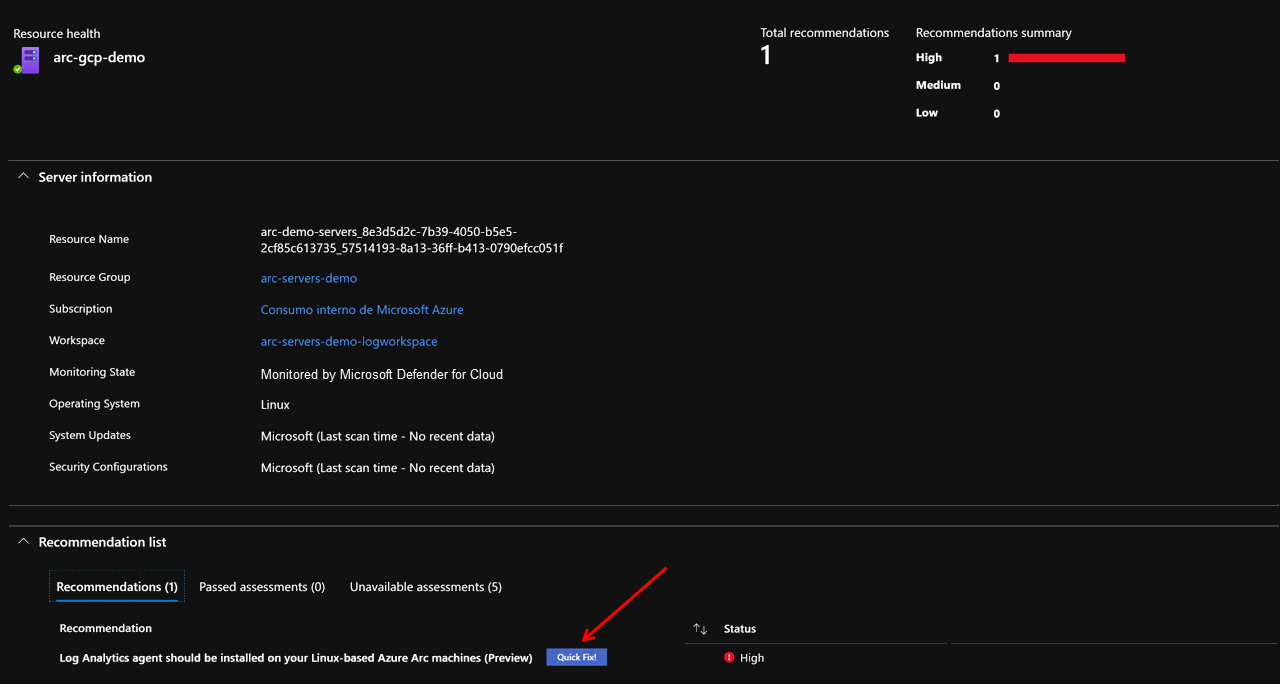 Resource health
arc-gcp-demo
Total recommendations
1
Recommendations summary
High 1
Medium 0
Low 0
Server information
Resource Name
arc-demo-servers_8e3d5d2c-7b39-4050-b5e5-
2cf85c613735_57514193-8a13-36ff-b413-0790efcc051f
Resource Group arc-servers-demo
Subscription Consumo interno de Microsoft Azure
Workspace arc-servers-demo-logworkspace
Monitoring State Monitored by Microsoft Defender for Cloud
Operating System Linux
System Updates Microsoft (Last scan time - No recent data)
Security Configurations Microsoft (Last scan time - No recent data)
Recommendation list
Recommendations (1) Passed assessments (0) Unavailable assessments (5)
Recommendation Status
Log Analytics agent should be installed on your Linux-based Azure Arc machines (Preview) Quick Fix! High